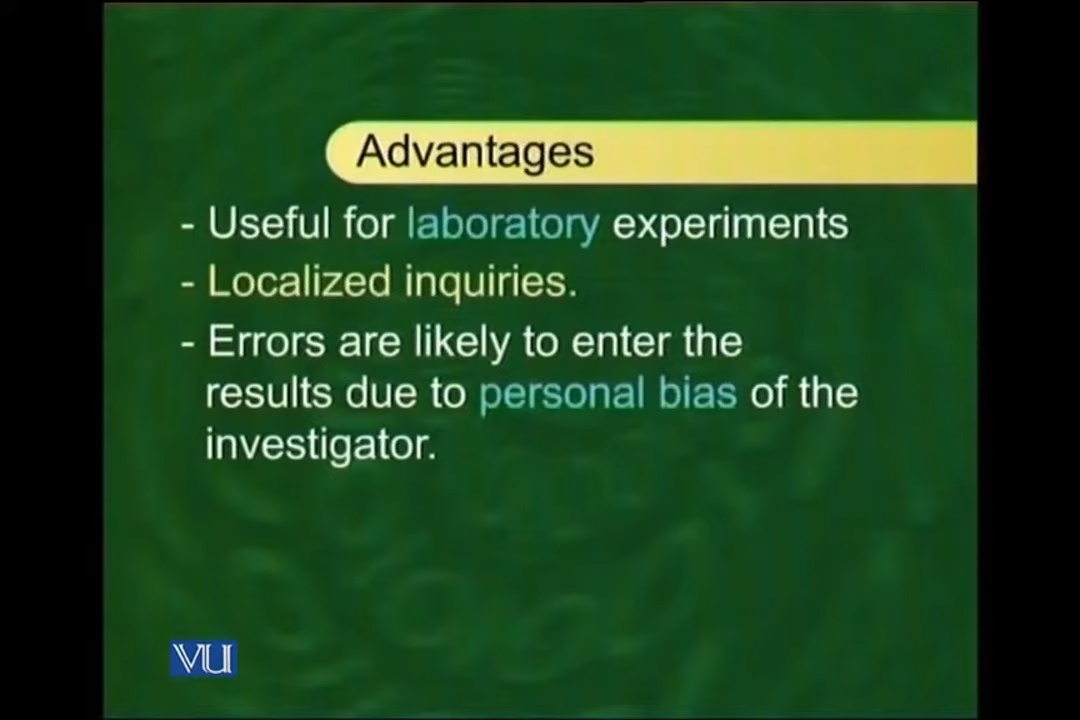 Advantages
- Useful for laboratory experiments
- Localized inquiries.
- Errors are likely to enter the
results due to personal bias of the
investigator.
VU